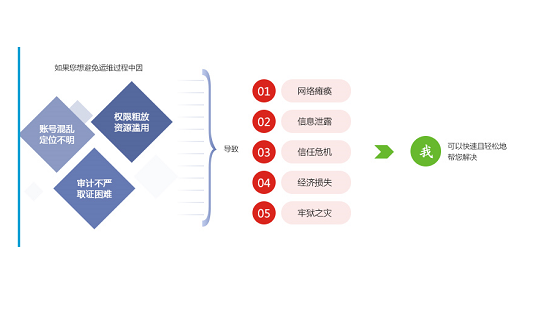 如果您想避免运维过程中因
账号混乱
定位不明
权限粗放
资源滥用
审计不严
取证困难
导致
01 网络瘫痪
02 信息泄露
03 信任危机
04 经济损失
05 牢狱之灾
我
可以快速且轻松地
帮您解决